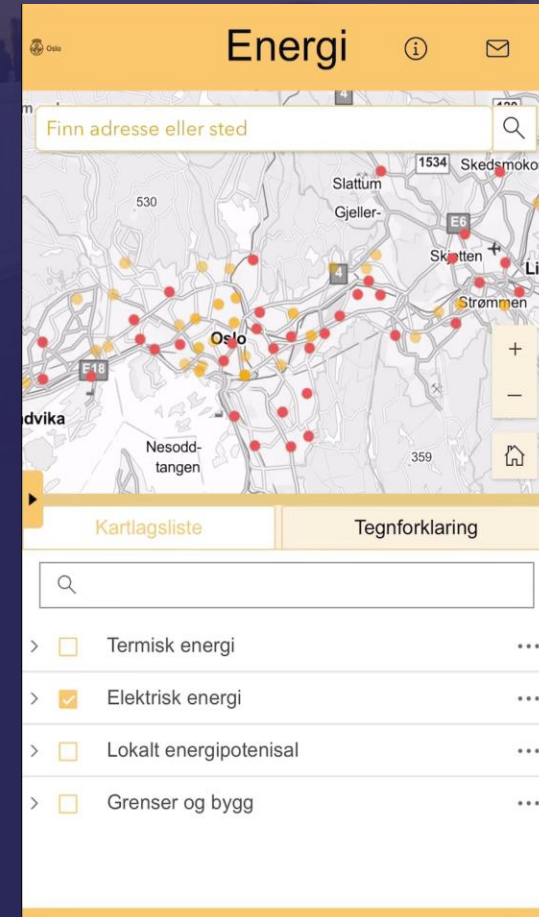 Oslo
Energi
Finn adresse eller sted
4
1534
Skedsmoko
Slattum
530
Gjeller-
E6
Skjetten
4
Li
Strømmen
Oslo
E18
dvika
Nesodd-
tangen
359
Kartlagsliste
Tegnforklaring
Termisk energi
Elektrisk energi
Lokalt energipotenisal
Grenser og bygg